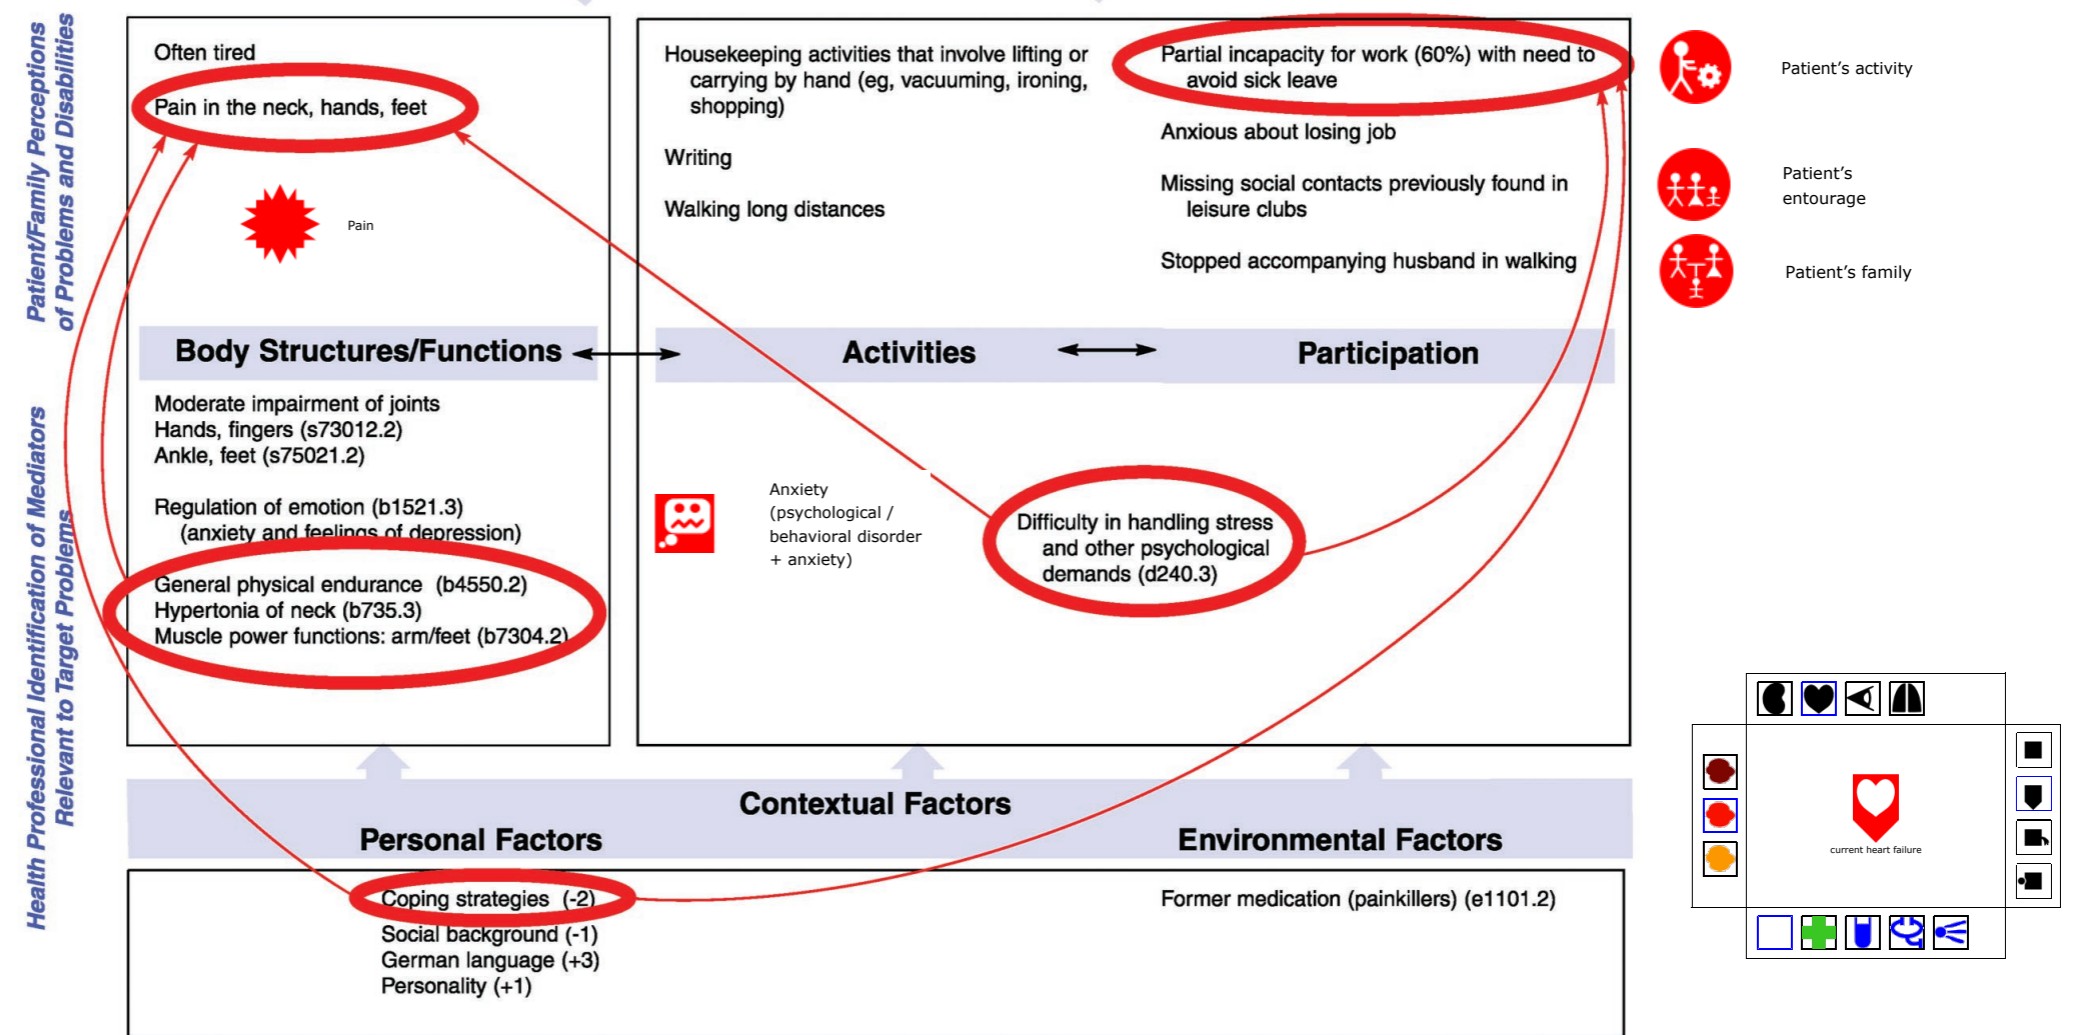 Patient/Family Perceptions
of Problems and Disabilities
Often tired
Pain in the neck, hands, feet
Pain
Housekeeping activities that involve lifting or
carrying by hand (eg, vacuuming, ironing,
shopping)
Writing
Walking long distances
Partial incapacity for work (60%) with need to
avoid sick leave
Anxious about losing job
Missing social contacts previously found in
leisure clubs
Stopped accompanying husband in walking
Patient's activity
Patient's
entourage
Patient's family
Body Structures/Functions
Activities
Participation
Health Professional Identification of Mediators
Relevant to Target Problems
Moderate impairment of joints
Hands, fingers (s73012.2)
Ankle, feet (s75021.2)
Regulation of emotion (b1521.3)
(anxiety and feelings of depression)
General physical endurance (b4550.2)
Hypertonia of neck (b735.3)
Muscle power functions: arm/feet (b7304.2)
Anxiety
(psychological /
behavioral disorder
+ anxiety)
Difficulty in handling stress
and other psychological
demands (d240.3)
current heart failure
Contextual Factors
Personal Factors
Environmental Factors
Coping strategies (-2)
Social background (-1)
German language (+3)
Personality (+1)
Former medication (painkillers) (e1101.2)